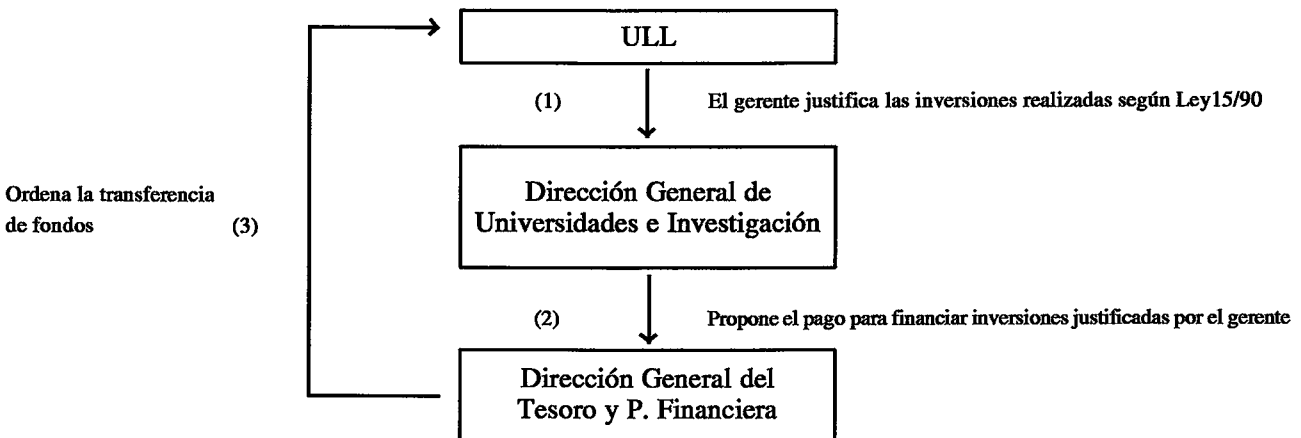 ULL
(1)
El gerente justifica las inversiones realizadas según Ley15/90
Dirección General de
Universidades e Investigación
Ordena la transferencia
de fondos
(3)
(2)
Propone el pago para financiar inversiones justificadas por el gerente
Dirección General del
Tesoro y P. Financiera